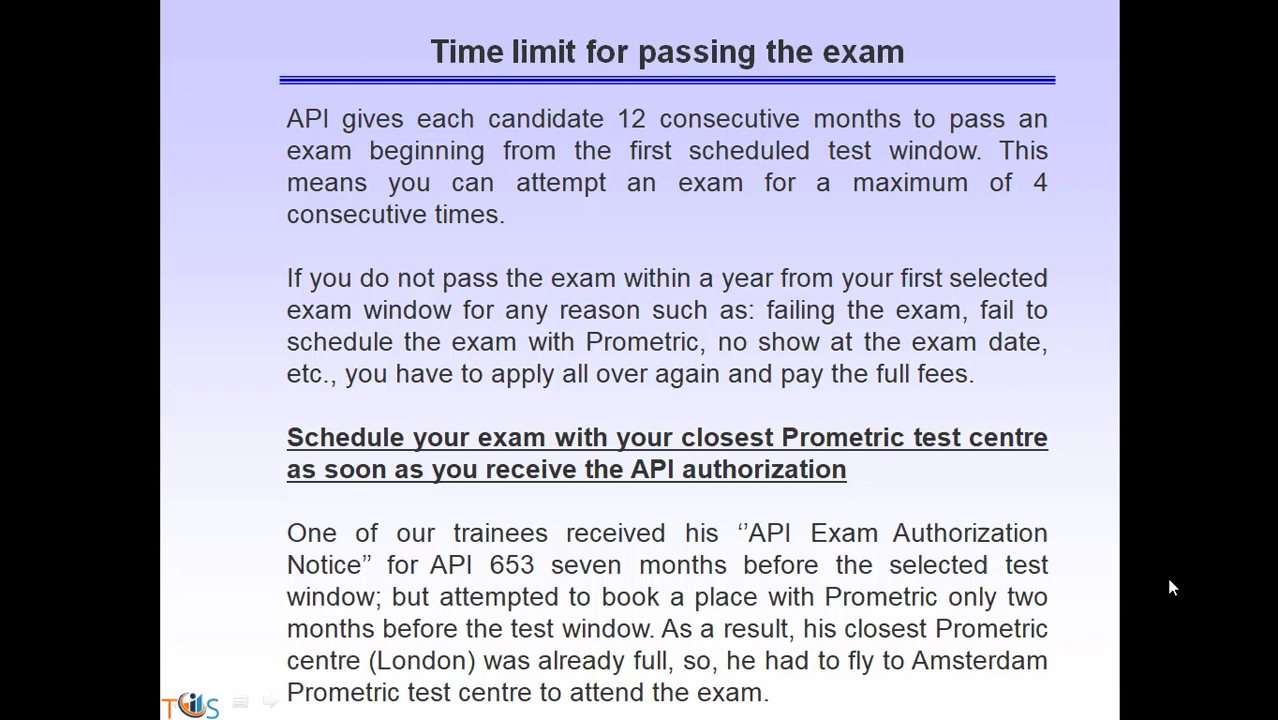 Time limit for passing the exam
API gives each candidate 12 consecutive months to pass an
exam beginning from the first scheduled test window. This
means you can attempt an exam for a maximum of 4
consecutive times.
If you do not pass the exam within a year from your first selected
exam window for any reason such as: failing the exam, fail to
schedule the exam with Prometric, no show at the exam date,
etc., you have to apply all over again and pay the full fees.
Schedule your exam with your closest Prometric test centre
as soon as you receive the API authorization
One of our trainees received his ‘’API Exam Authorization
Notice” for API 653 seven months before the selected test
window; but attempted to book a place with Prometric only two
months before the test window. As a result, his closest Prometric
centre (London) was already full, so, he had to fly to Amsterdam
Prometric test centre to attend the exam.